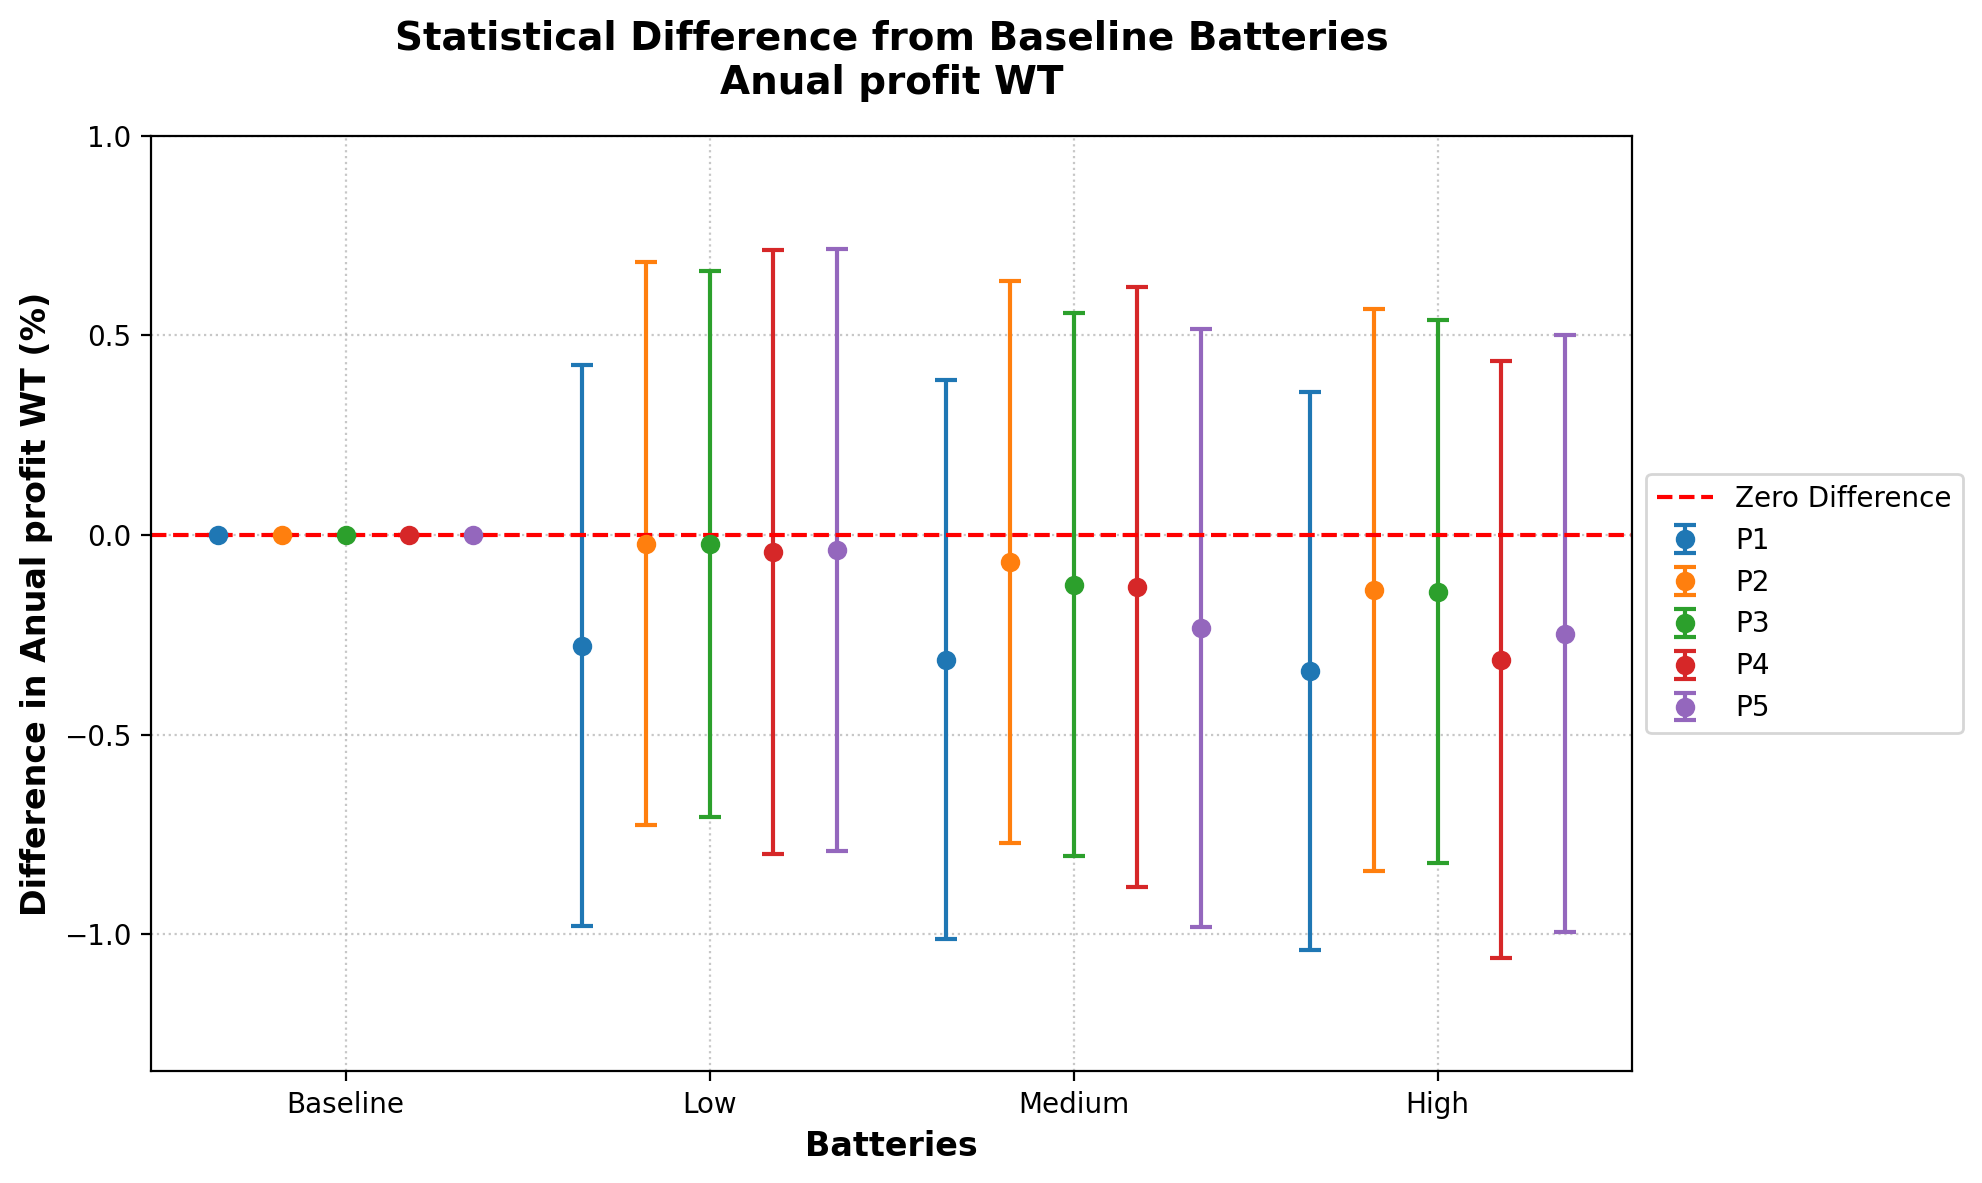 Statistical Difference from Baseline Batteries
Anual profit WT
Difference in Anual profit WT (%)
1.0
0.5
0.0
−0.5
−1.0
Baseline
Low
Medium
High
Batteries
Zero Difference
P1
P2
P3
P4
P5